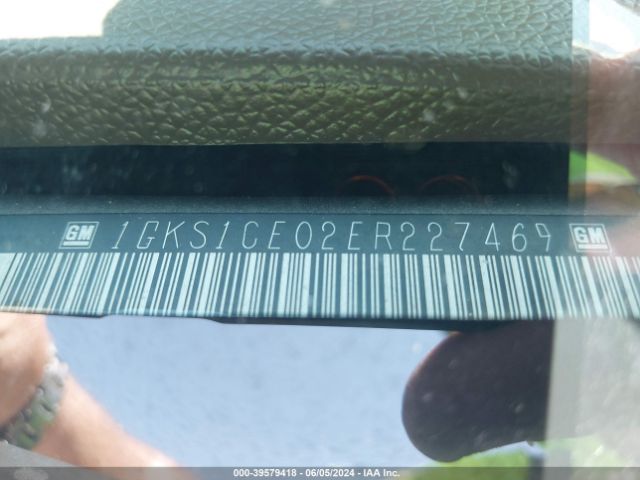 GM 1GKS1CE02ER227469 GM
000-39579418 - 06/05/2024 - IAA Inc.